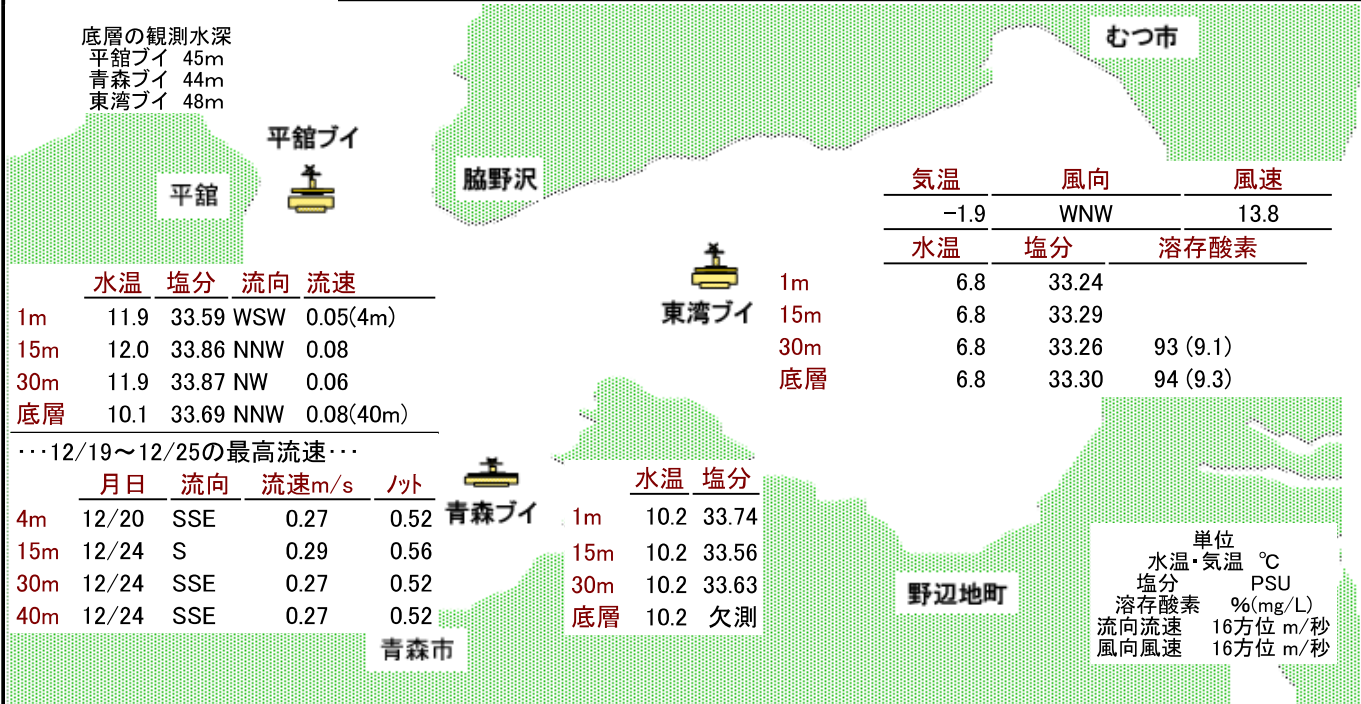 底層の観測水深
平舘ブイ 45m
青森ブイ 44m
東湾ブイ 48m
むつ市
平舘ブイ
平舘
脇野沢
気温 風向 風速
-1.9 WNW 13.8
水温 塩分 溶存酸素
1m 6.8 33.24
15m 6.8 33.29
30m 6.8 33.26 93 (9.1)
底層 6.8 33.30 94 (9.3)
東湾ブイ
水温 塩分 流向 流速
1m 11.9 33.59 WSW 0.05(4m)
15m 12.0 33.86 NNW 0.08
30m 11.9 33.87 NW 0.06
底層 10.1 33.69 NNW 0.08(40m)
…12/19～12/25の最高流速…
月日 流向 流速m/s ノット
4m 12/20 SSE 0.27 0.52
15m 12/24 S 0.29 0.56
30m 12/24 SSE 0.27 0.52
40m 12/24 SSE 0.27 0.52
青森ブイ
水温 塩分
1m 10.2 33.74
15m 10.2 33.56
30m 10.2 33.63
底層 10.2 欠測
青森市
野辺地町
単位
水温・気温 ℃
塩分 PSU
溶存酸素 %(mg/L)
流向流速 16方位 m/秒
風向風速 16方位 m/秒